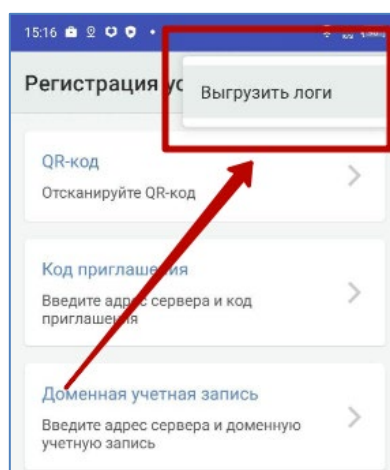 15:16
Регистрация
Выгрузить логи
QR-код
Отсканируйте QR-код
Код приглашения
Введите адрес сервера и код
приглашения
Доменная учетная запись
Введите адрес сервера и доменную
учетную запись